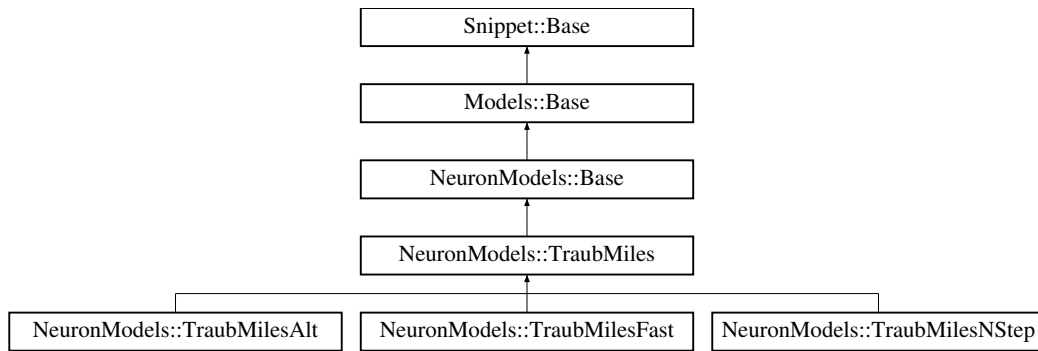 Snippet::Base
Models::Base
NeuronModels::Base
NeuronModels::TraubMiles
NeuronModels::TraubMilesAlt
NeuronModels::TraubMilesFast
NeuronModels::TraubMilesNStep